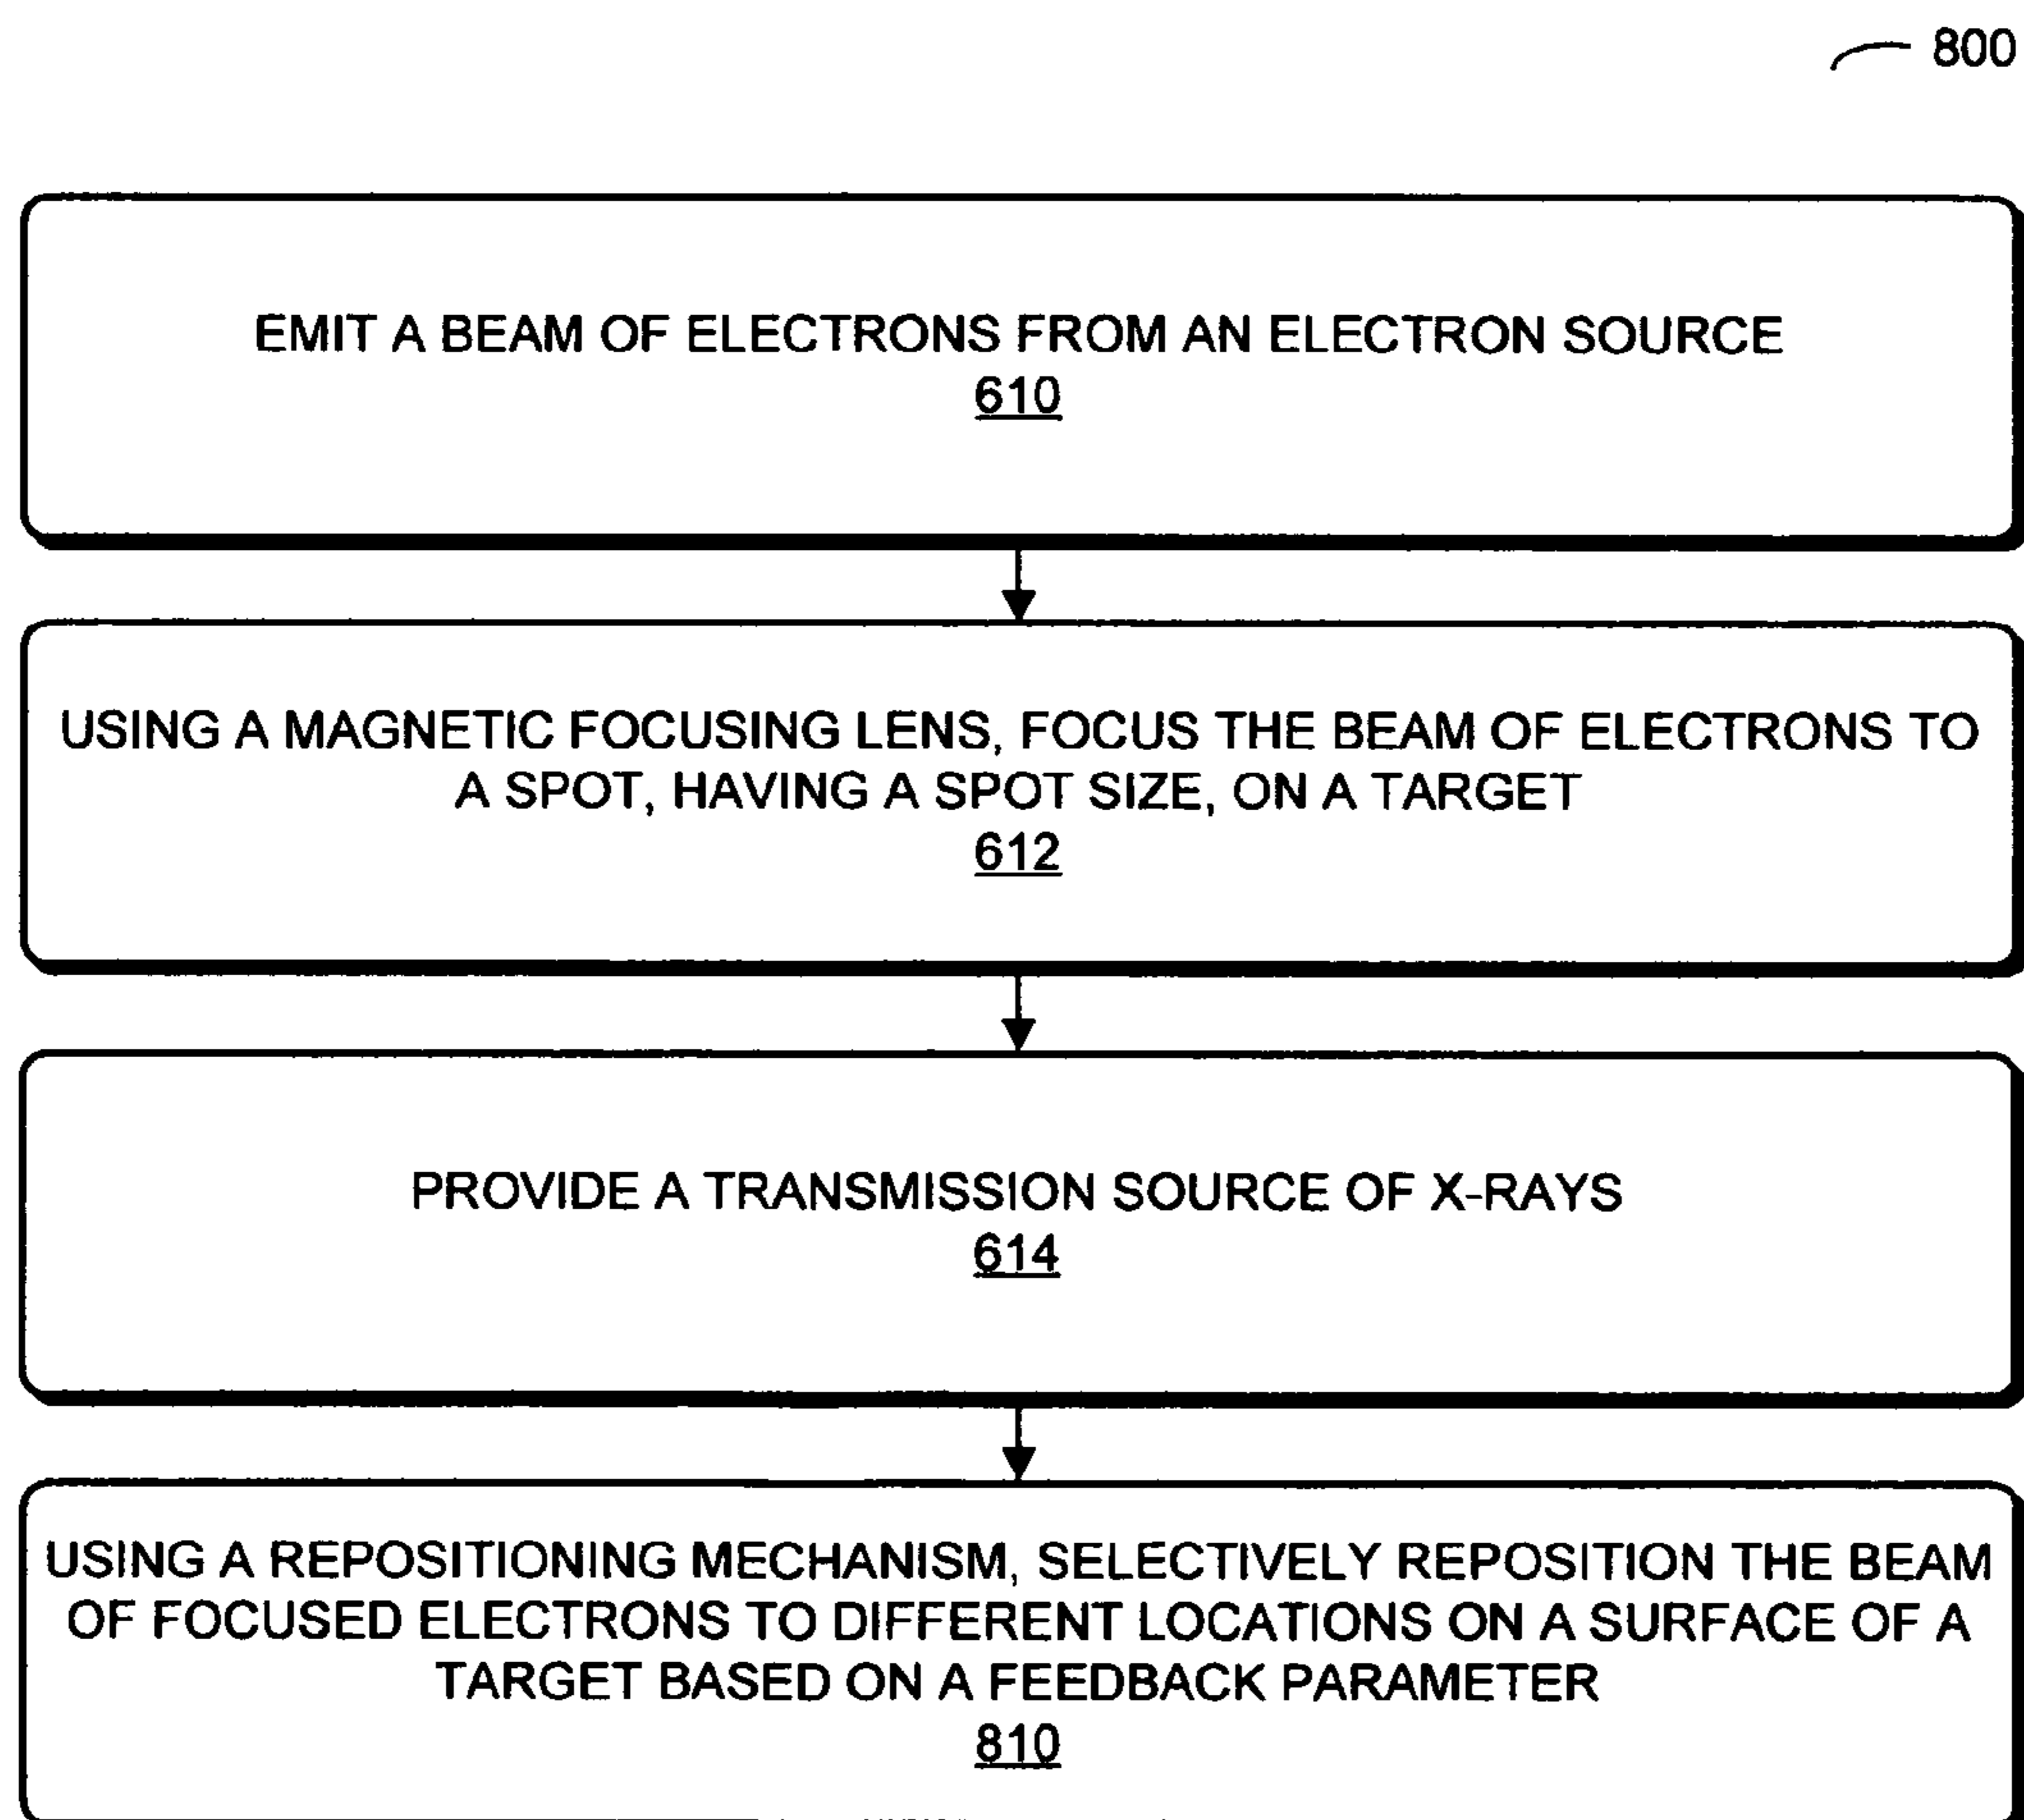 800
EMIT A BEAM OF ELECTRONS FROM AN ELECTRON SOURCE
610
USING A MAGNETIC FOCUSING LENS, FOCUS THE BEAM OF ELECTRONS TO
A SPOT, HAVING A SPOT SIZE, ON A TARGET
612
PROVIDE A TRANSMISSION SOURCE OF X-RAYS
614
USING A REPOSITIONING MECHANISM, SELECTIVELY REPOSITION THE BEAM
OF FOCUSED ELECTRONS TO DIFFERENT LOCATIONS ON A SURFACE OF A
TARGET BASED ON A FEEDBACK PARAMETER
810